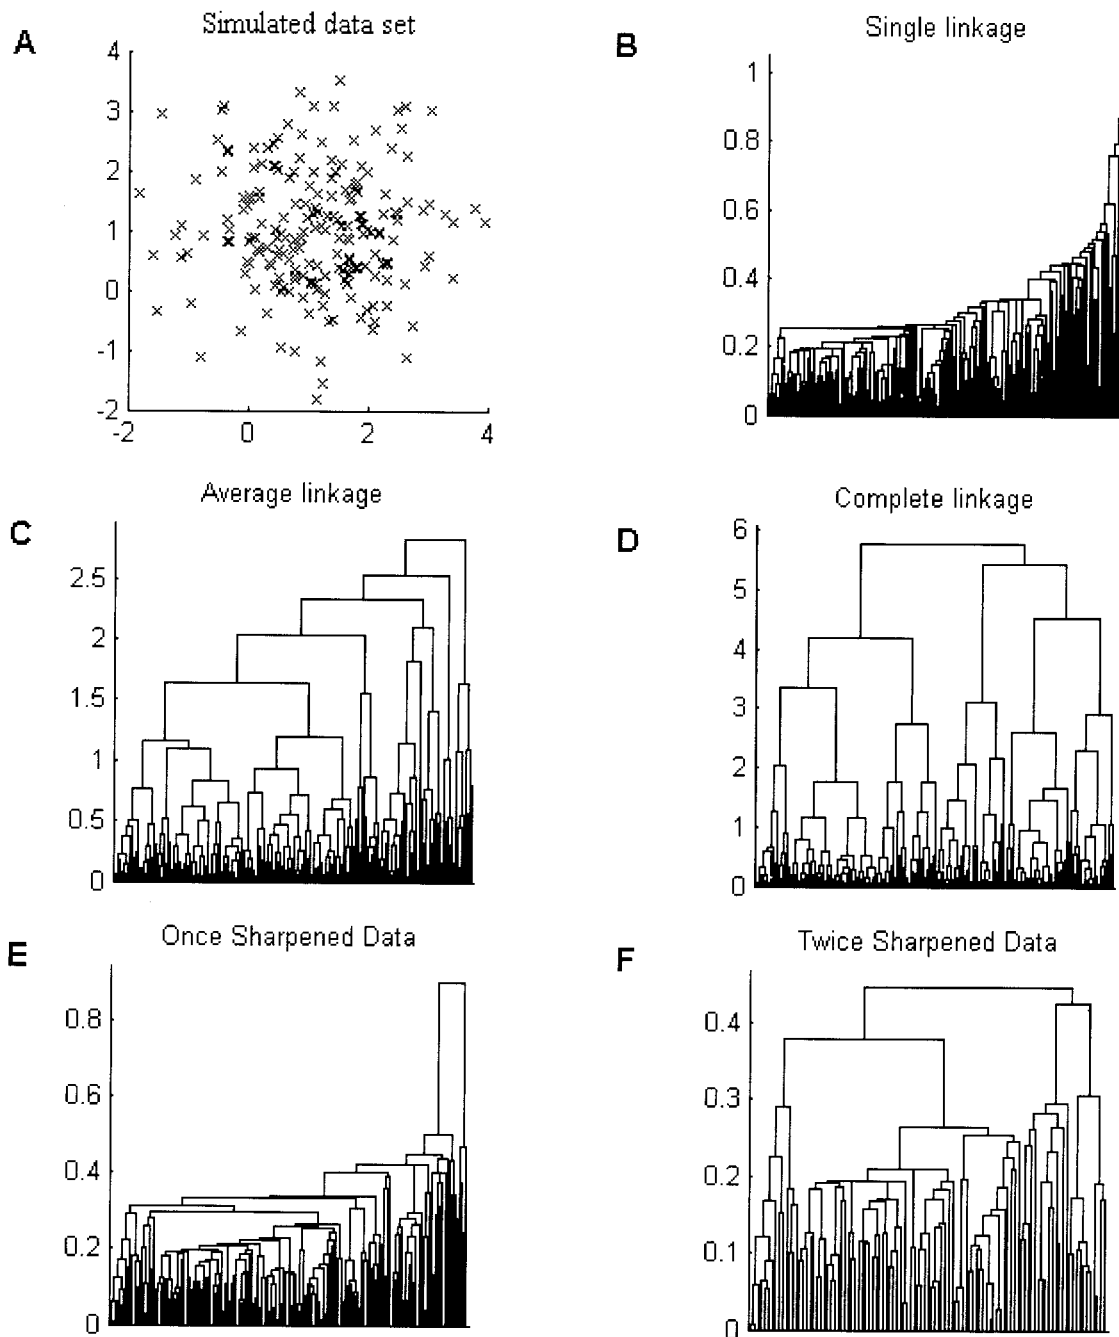 A
Simulated data set
4
3
2
1
0
-1
-2
-2 0 2 4
B
Single linkage
1
0.8
0.6
0.4
0.2
0
C
Average linkage
2.5
2
1.5
1
0.5
0
D
Complete linkage
6
5
4
3
2
1
0
E
Once Sharpened Data
0.8
0.6
0.4
0.2
0
F
Twice Sharpened Data
0.4
0.3
0.2
0.1
0